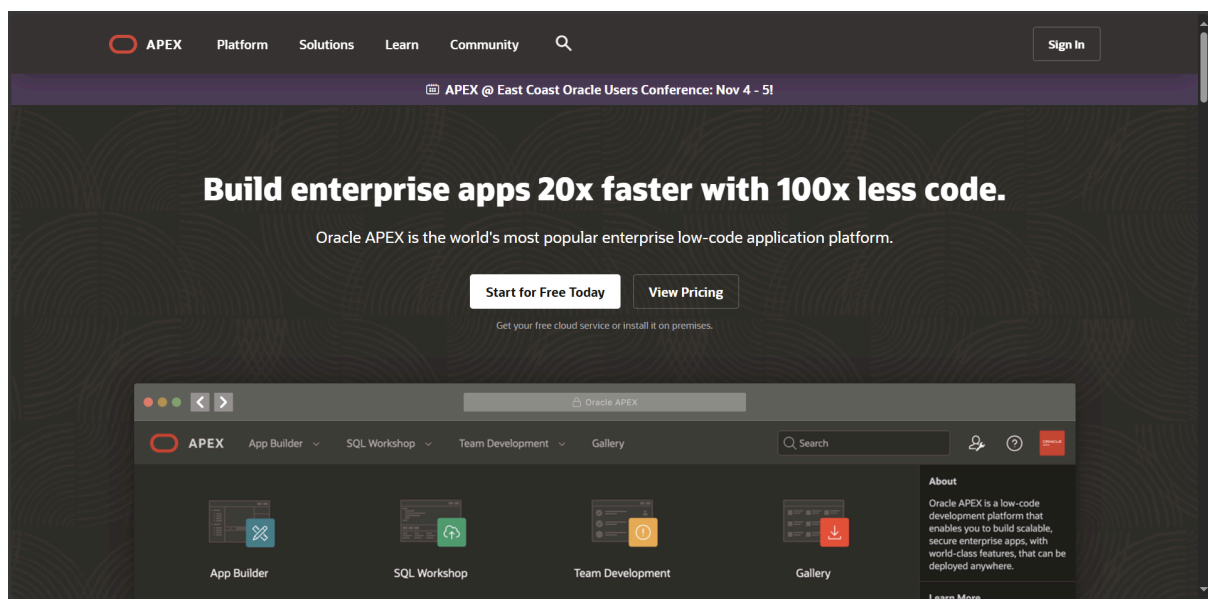 APEX Platform Solutions Learn Community Sign In
APEX @ East Coast Oracle Users Conference: Nov 4 - 5!
Build enterprise apps 20x faster with 100x less code.
Oracle APEX is the world's most popular enterprise low-code application platform.
Start for Free Today View Pricing
Get your free cloud service or install it on premises.
Oracle APEX
APEX App Builder SQL Workshop Team Development Gallery Search
App Builder SQL Workshop Team Development Gallery
About
Oracle APEX is a low-code
development platform that
enables you to build scalable,
secure enterprise apps, with
world-class features, that can be
deployed anywhere.
Learn More